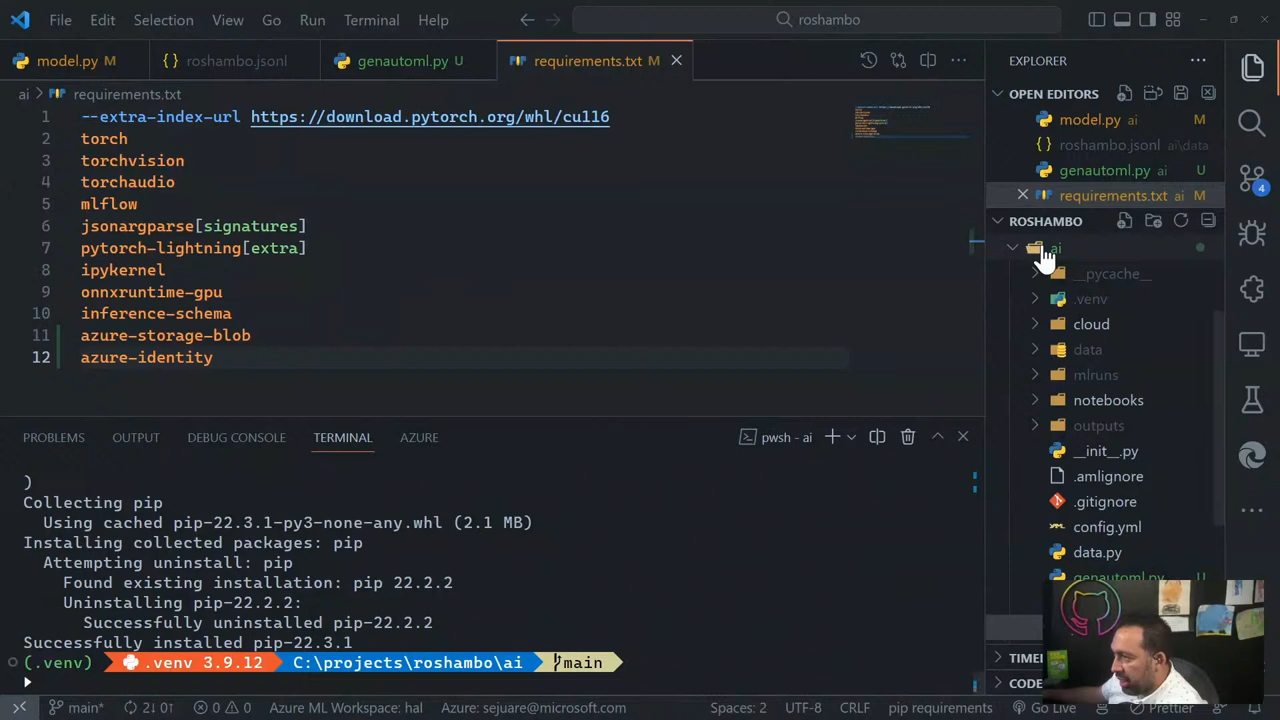 File Edit Selection View Go Run Terminal Help roshambo
model.py M
roshambo.jsonl
genautoml.py U
requirements.txt M
ai > requirements.txt
1 --extra-index-url https://download.pytorch.org/whl/cu116
2 torch
3 torchvision
4 torchaudio
5 mlflow
6 jsonargparse[signatures]
7 pytorch-lightning[extra]
8 ipykernel
9 onnxruntime-gpu
10 inference-schema
11 azure-storage-blob
12 azure-identity
PROBLEMS OUTPUT DEBUG CONSOLE TERMINAL AZURE
pwsh - ai
)
Collecting pip
Using cached pip-22.3.1-py3-none-any.whl (2.1 MB)
Installing collected packages: pip
Attempting uninstall: pip
Found existing installation: pip 22.2.2
Uninstalling pip-22.2.2:
Successfully uninstalled pip-22.2.2
Successfully installed pip-22.3.1
(.venv) .venv 3.9.12 C:\projects\roshambo\ai main
EXPLORER
OPEN EDITORS
model.py ai M
roshambo.jsonl ai\data
genautoml.py ai U
requirements.txt ai M
ROSHAMBO
ai
__pycache__
.venv
cloud
data
mlruns
notebooks
outputs
__init__.py
.amlignore
.gitignore
config.yml
data.py
genautoml.py U
TIME
CODE
4
main* 2↓ 0↑ 0 0 Azure ML Workspace: hal Azure: sejuare@microsoft.com Spaces: 2 UTF-8 CRLF pip requirements Go Live Prettier